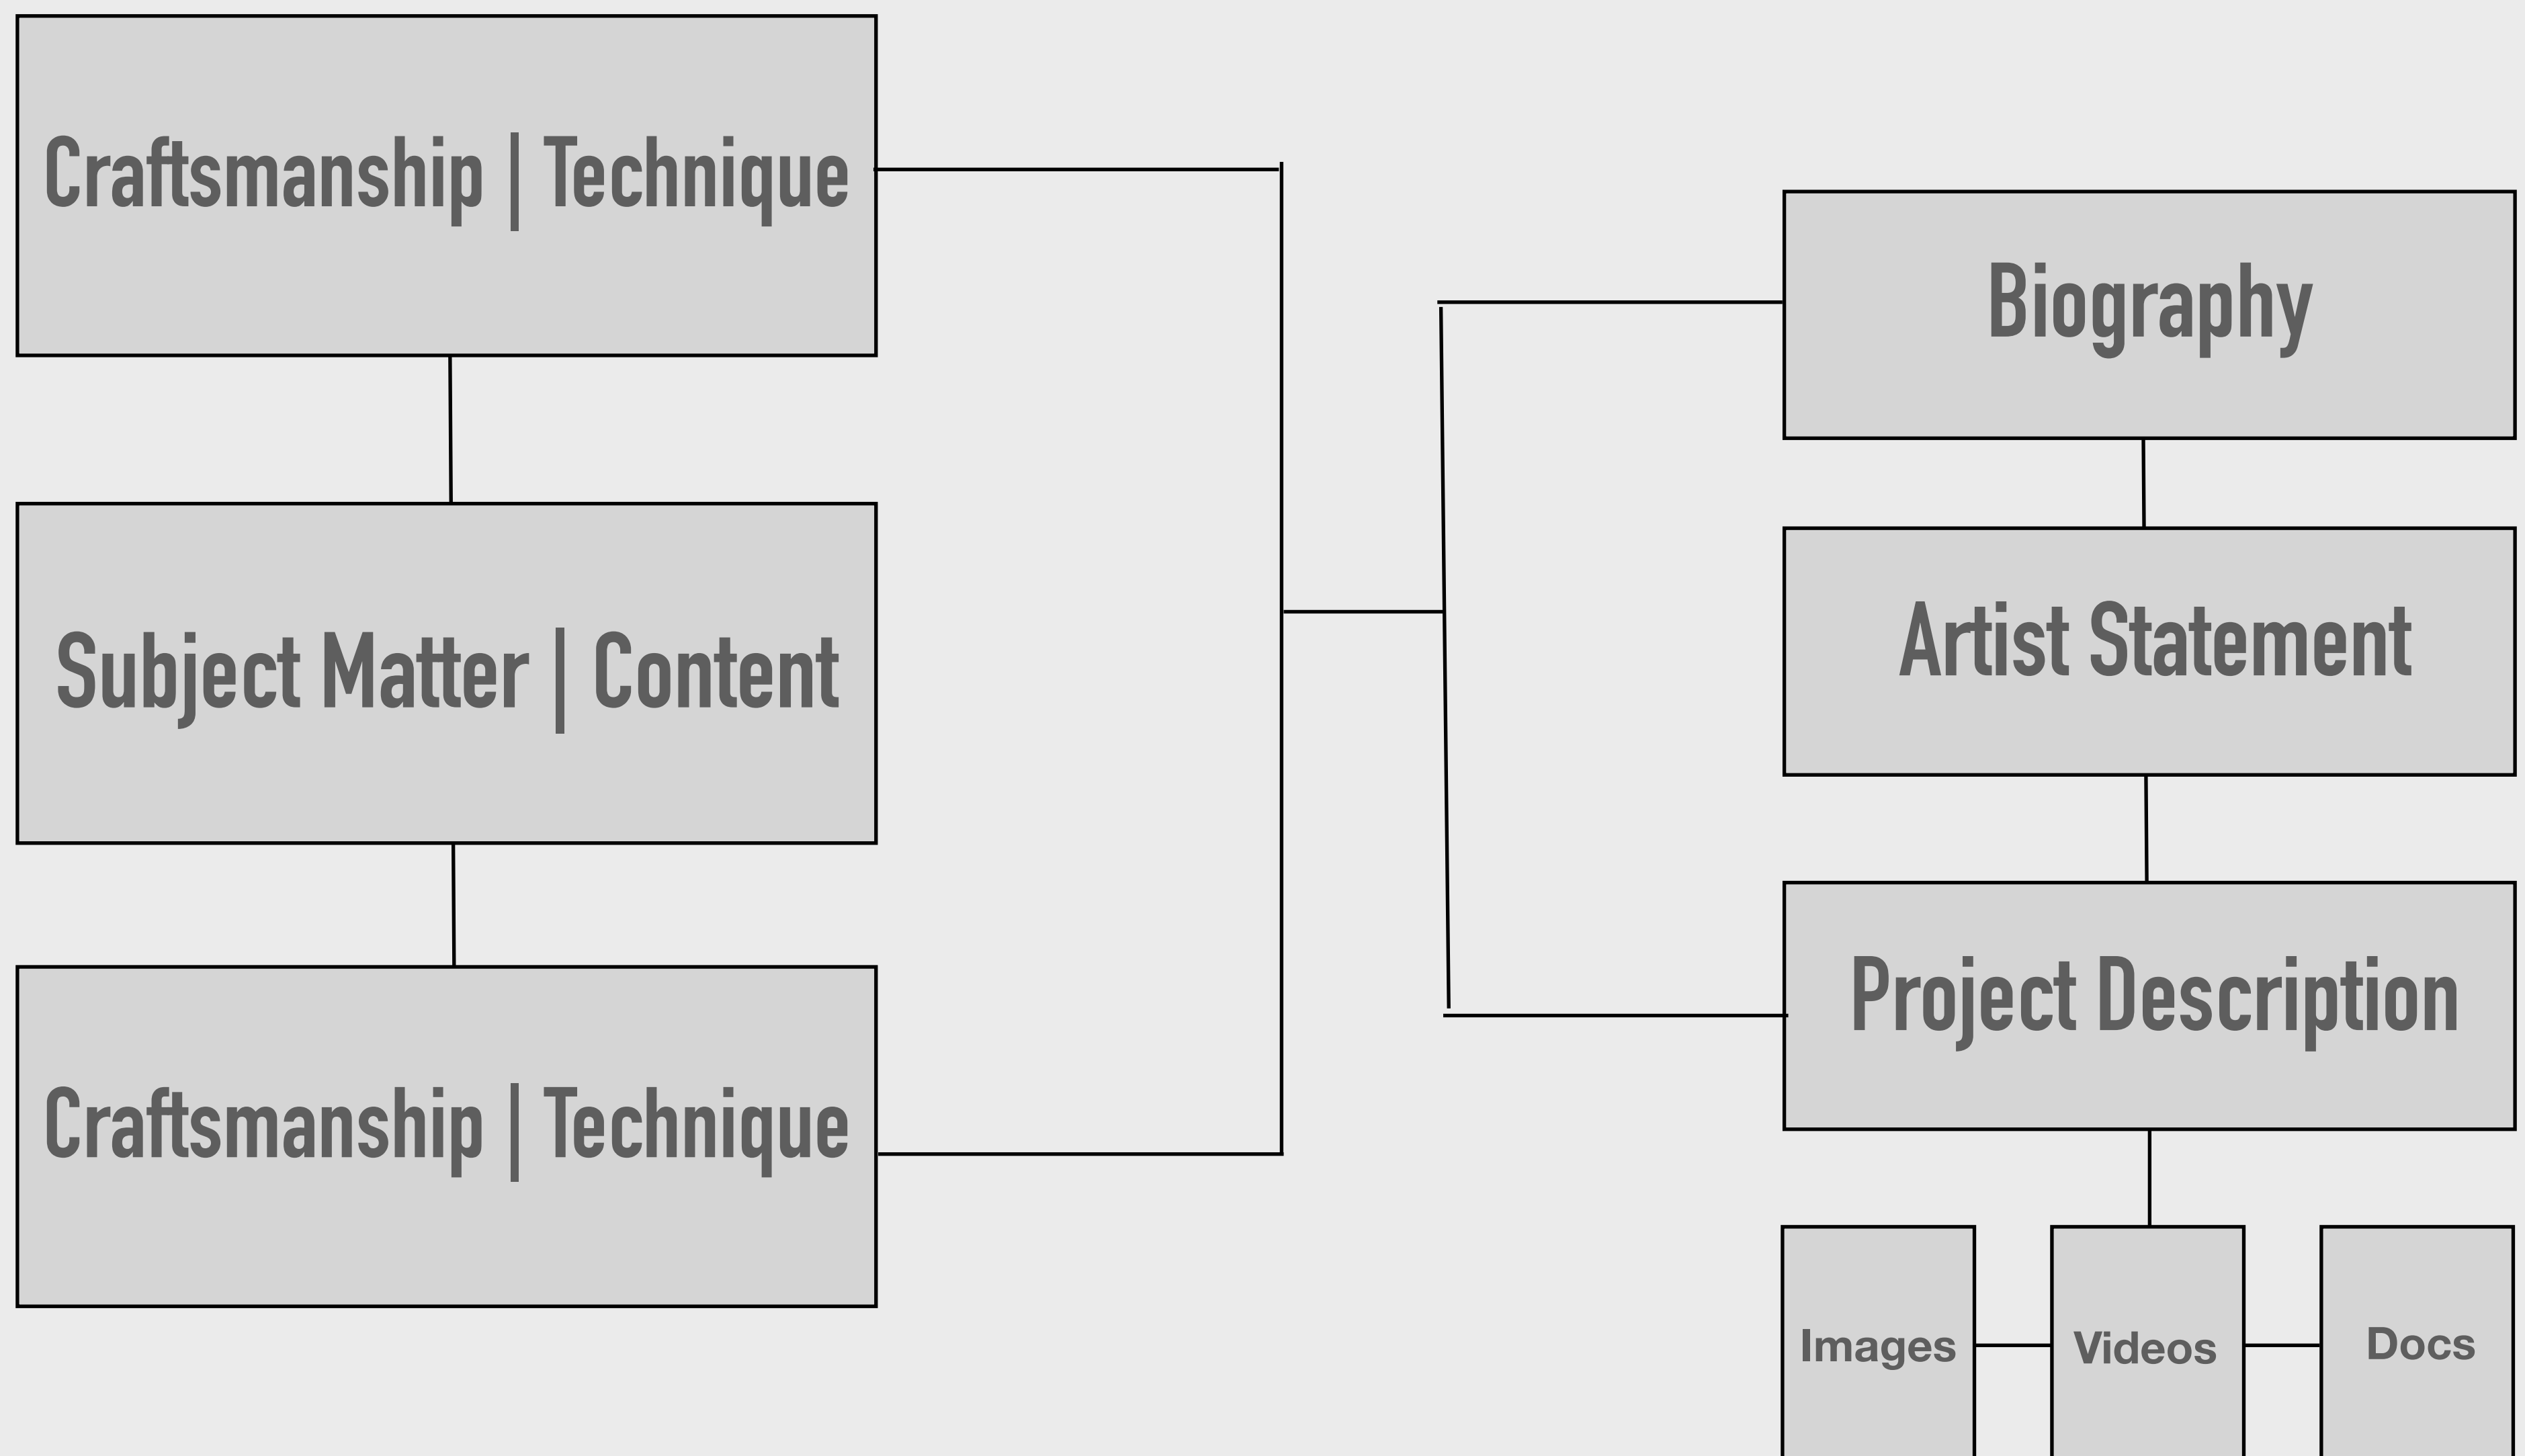 Craftsmanship | Technique
Subject Matter | Content
Craftsmanship | Technique
Biography
Artist Statement
Project Description
Images
Videos
Docs